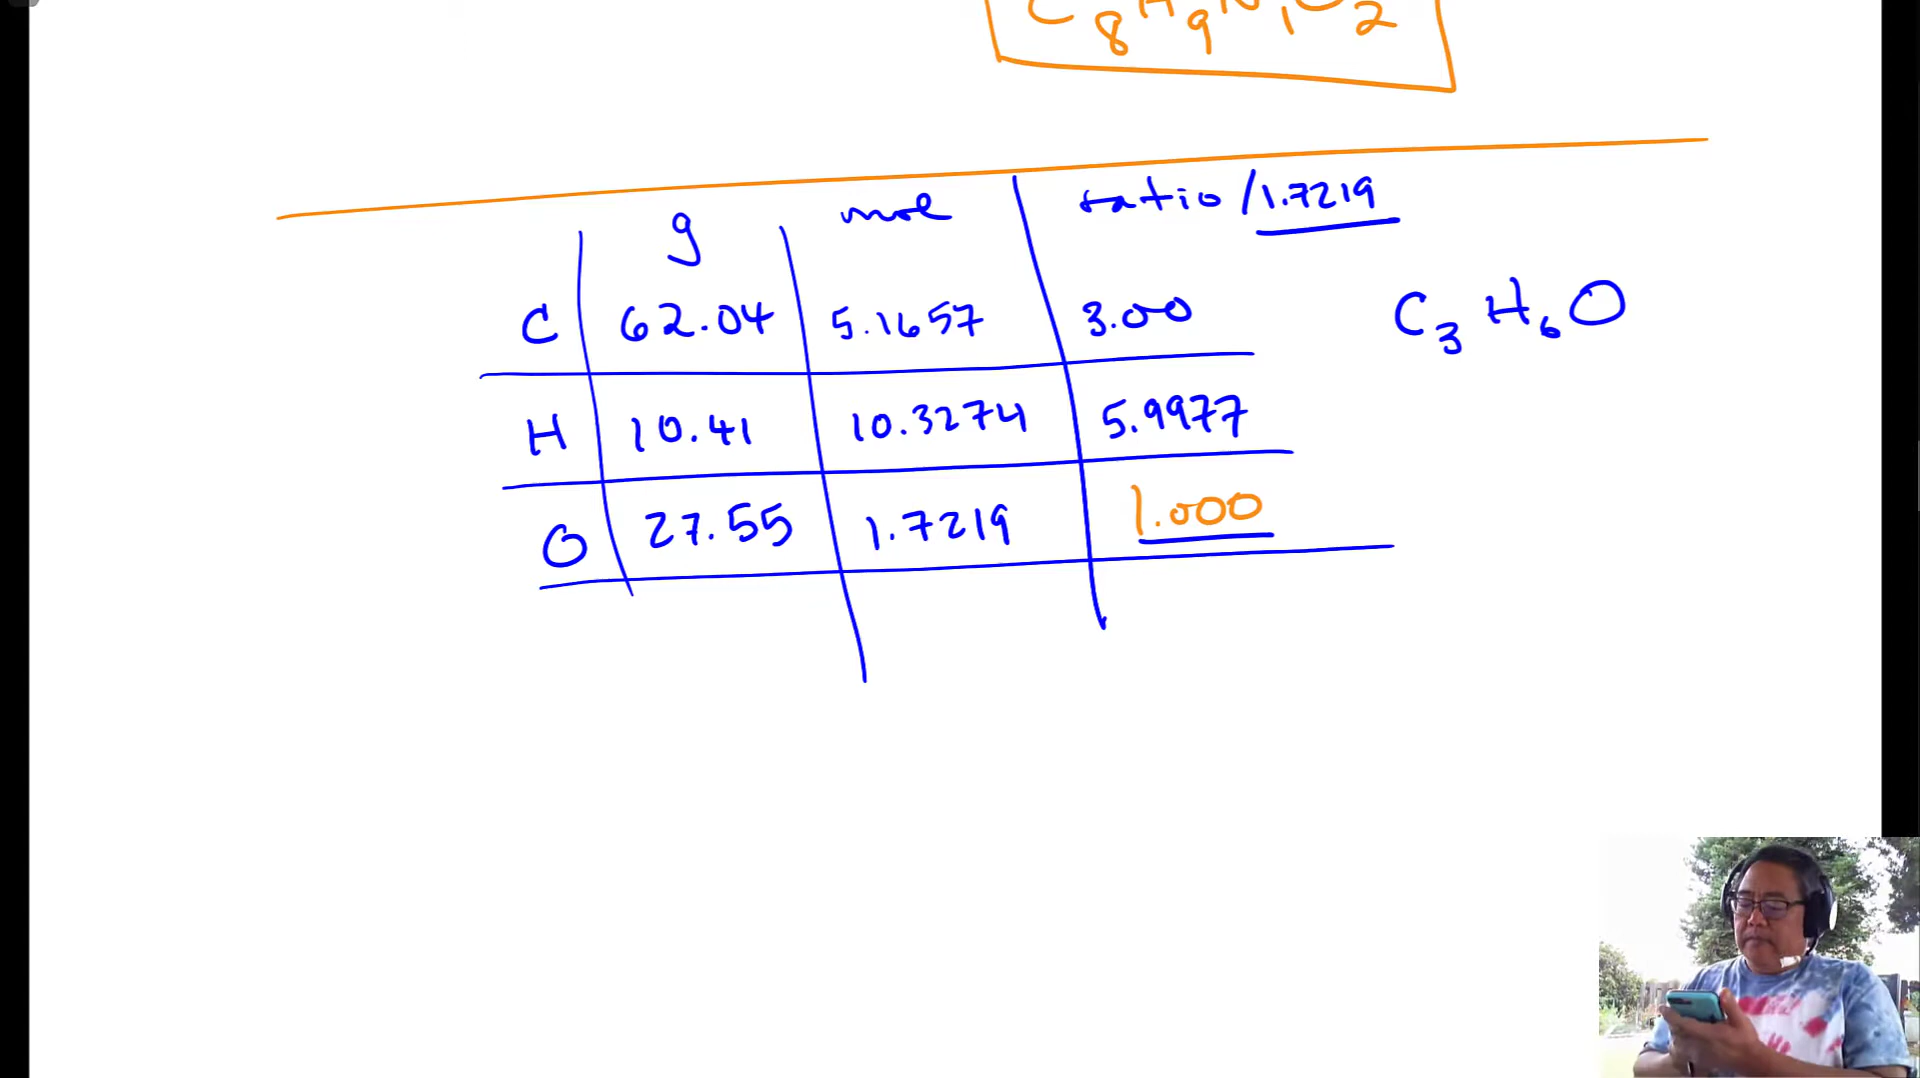 C8H9N1O2
g mol ratio /1.7219
C 62.04 5.1657 3.00 C3H6O
H 10.41 10.3274 5.9977
O 27.55 1.7219 1.000